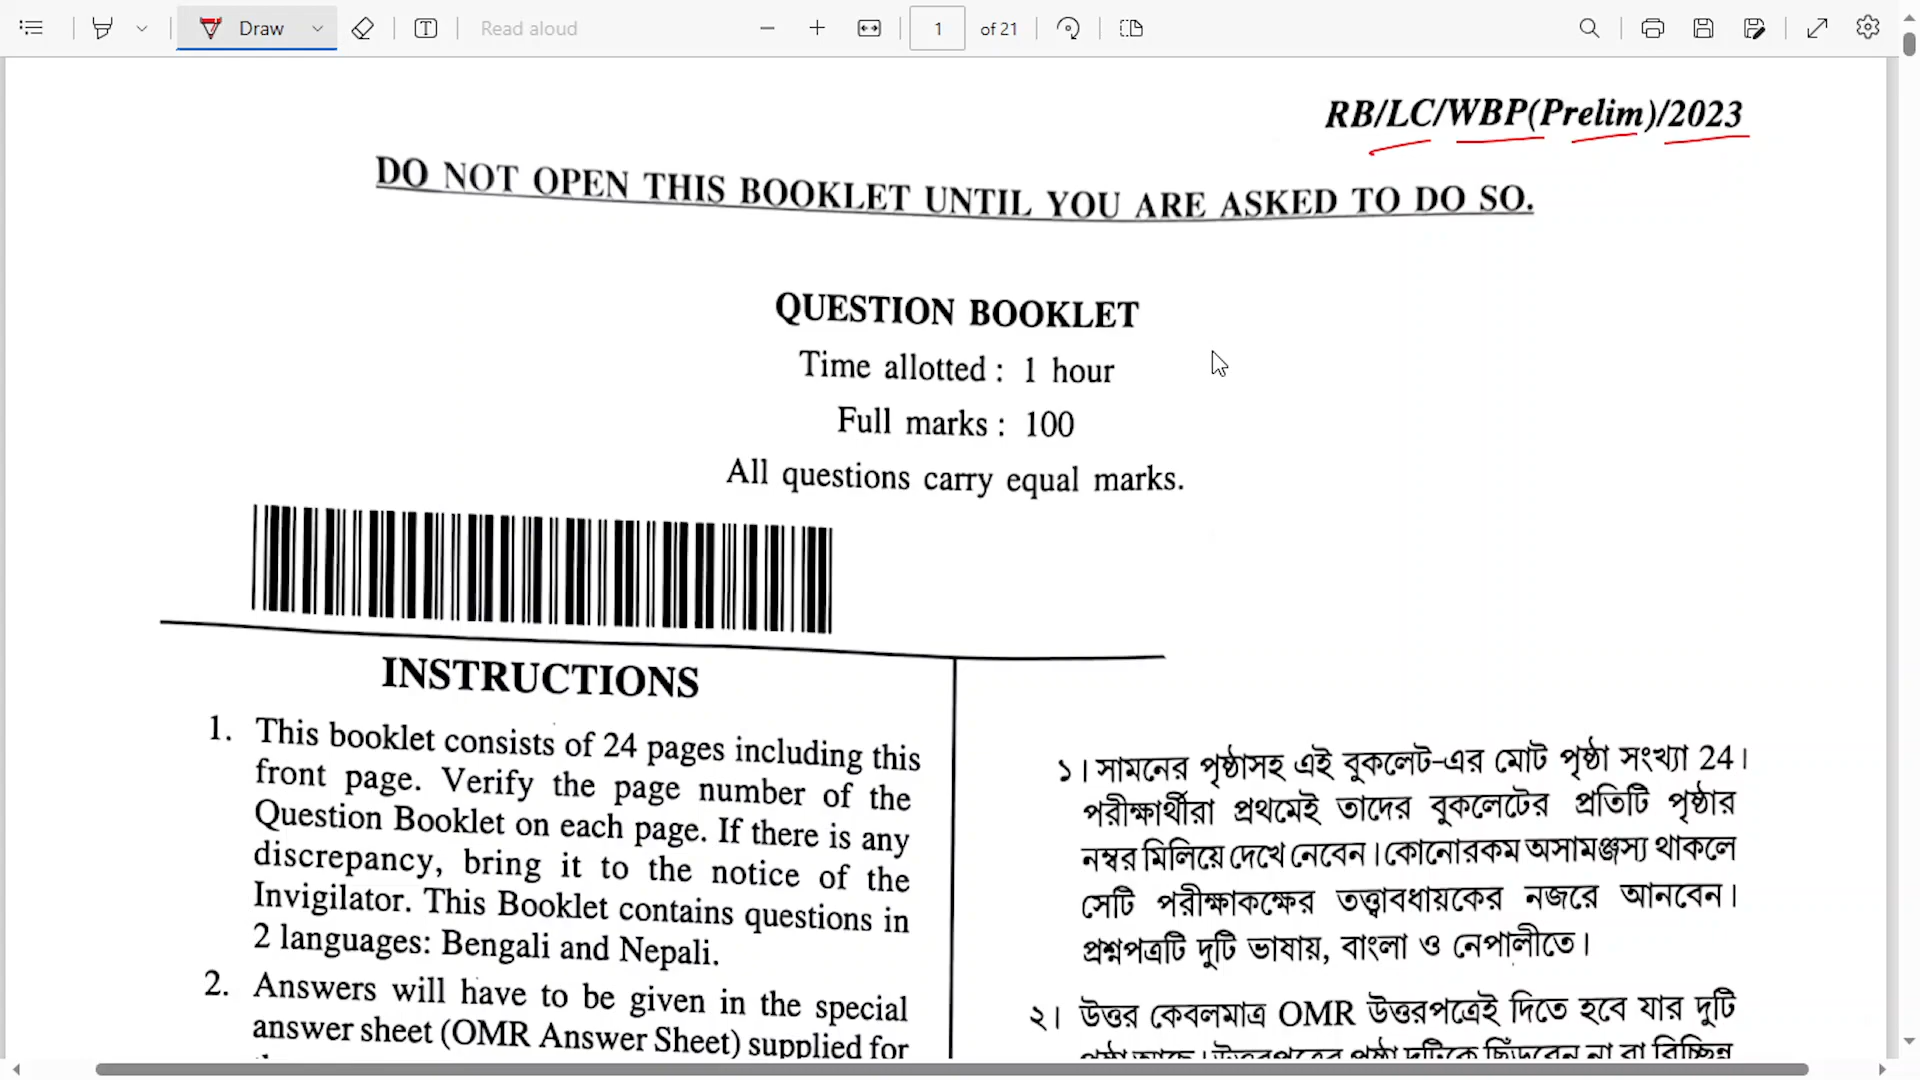 Draw
Read aloud
1
of 21
RB/LC/WBP(Prelim)/2023
DO NOT OPEN THIS BOOKLET UNTIL YOU ARE ASKED TO DO SO.
QUESTION BOOKLET
Time allotted : 1 hour
Full marks : 100
All questions carry equal marks.
INSTRUCTIONS
1. This booklet consists of 24 pages including this
front page. Verify the page number of the
Question Booklet on each page. If there is any
discrepancy, bring it to the notice of the
Invigilator. This Booklet contains questions in
2 languages: Bengali and Nepali.
2. Answers will have to be given in the special
answer sheet (OMR Answer Sheet) supplied for
১। সামনের পৃষ্ঠাসহ এই বুকলেট-এর মোট পৃষ্ঠা সংখ্যা 24।
পরীক্ষার্থীরা প্রথমেই তাদের বুকলেটের প্রতিটি পৃষ্ঠার
নম্বর মিলিয়ে দেখে নেবেন। কোনোরকম অসামঞ্জস্য থাকলে
সেটি পরীক্ষাকক্ষের তত্ত্বাবধায়কের নজরে আনবেন।
প্রশ্নপত্রটি দুটি ভাষায়, বাংলা ও নেপালীতে।
২। উত্তর কেবলমাত্র OMR উত্তরপত্রেই দিতে হবে যার দুটি
পৃষ্ঠা আছে। উত্তরপত্রের পৃষ্ঠা দুটিকে ছিঁড়বেন না বা বিচ্ছিন্ন